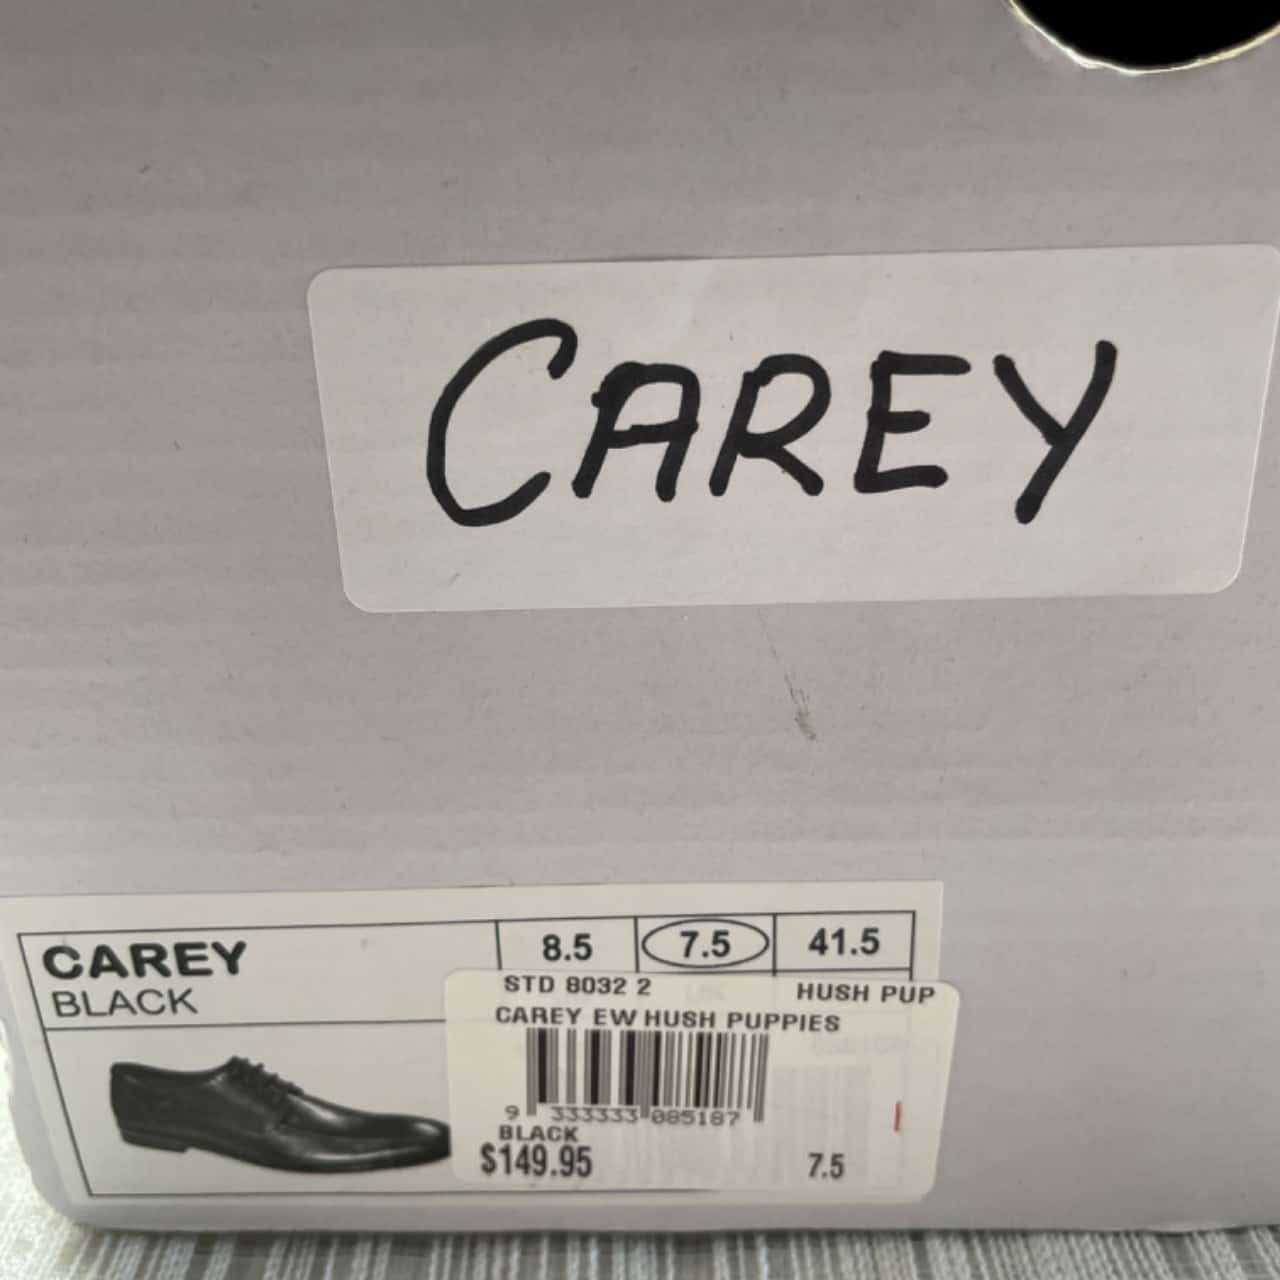 CAREY
CAREY
BLACK
8.5 7.5 41.5
STD 8032 2 HUSH PUP
CAREY EW HUSH PUPPIES
9 333333 085187
BLACK
$149.95 7.5